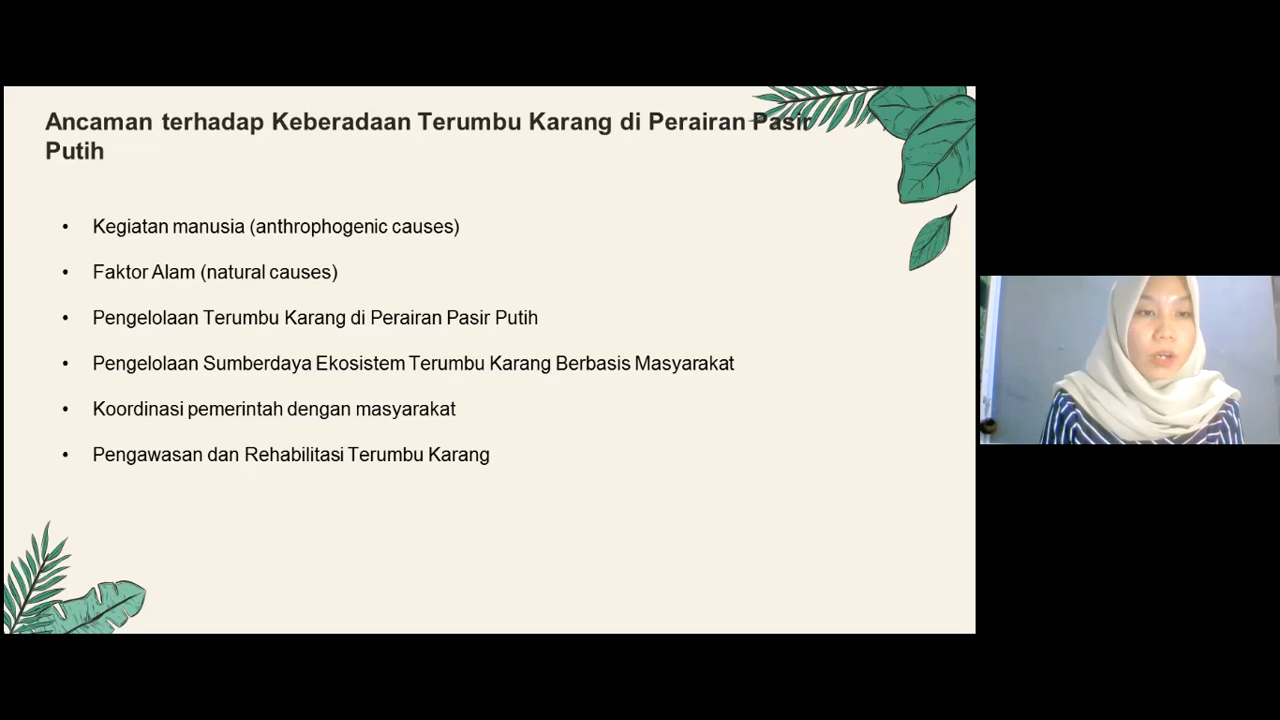 Ancaman terhadap Keberadaan Terumbu Karang di Perairan Pasir
Putih
• Kegiatan manusia (anthrophogenic causes)
• Faktor Alam (natural causes)
• Pengelolaan Terumbu Karang di Perairan Pasir Putih
• Pengelolaan Sumberdaya Ekosistem Terumbu Karang Berbasis Masyarakat
• Koordinasi pemerintah dengan masyarakat
• Pengawasan dan Rehabilitasi Terumbu Karang